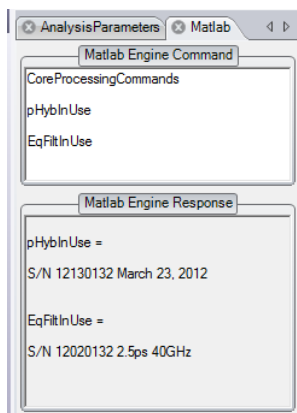 AnalysisParameters Matlab
Matlab Engine Command
CoreProcessingCommands
pHybInUse
EqFiltInUse
Matlab Engine Response
pHybInUse =
S/N 12130132 March 23, 2012
EqFiltInUse =
S/N 12020132 2.5ps 40GHz